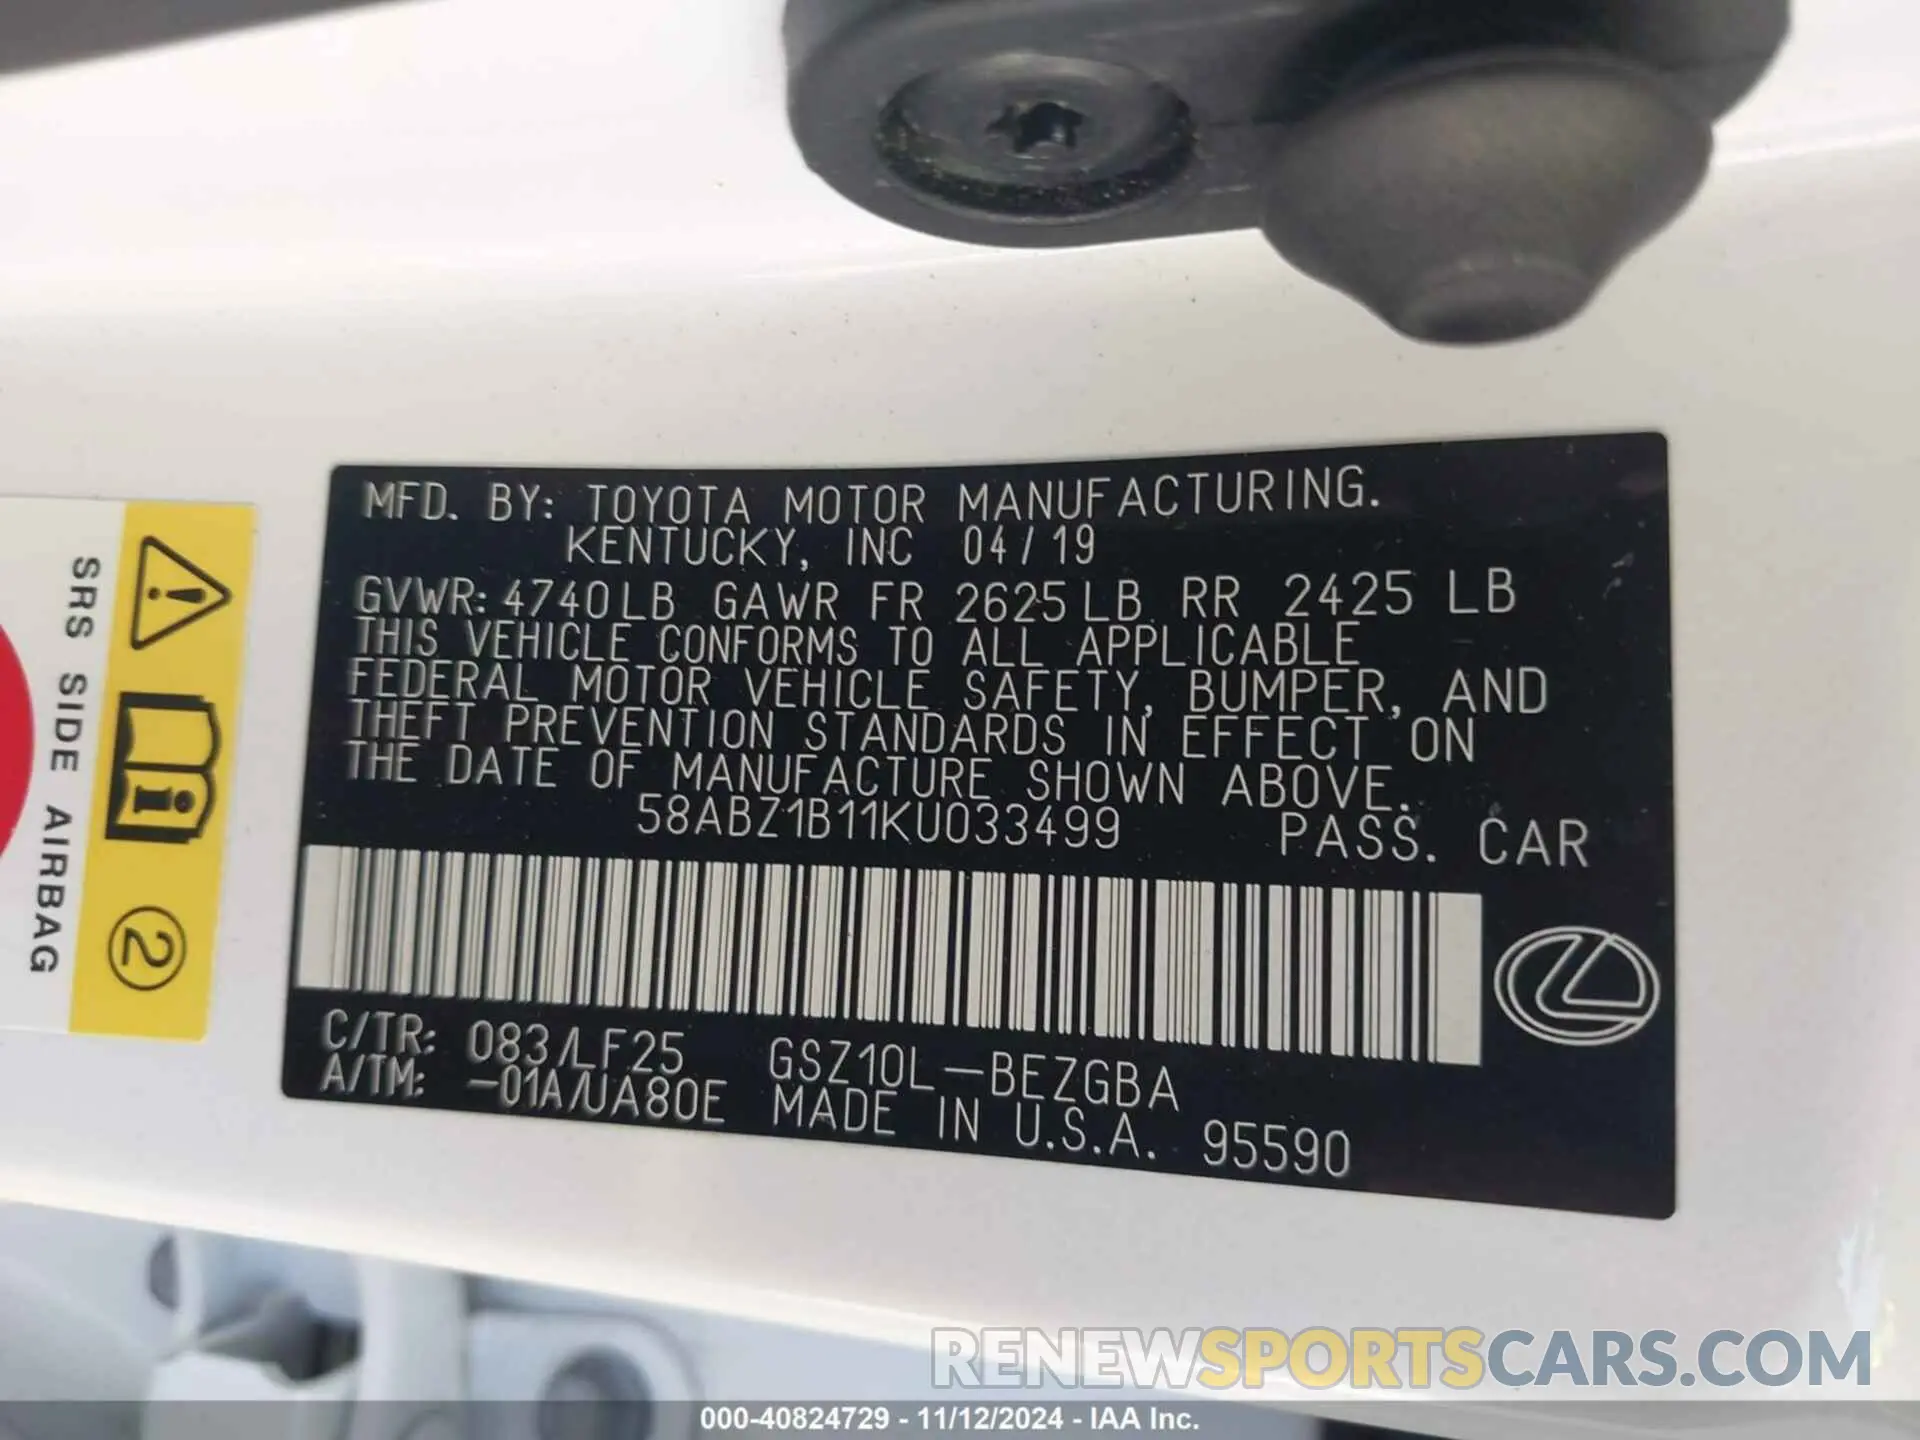 MFD. BY: TOYOTA MOTOR MANUFACTURING.
KENTUCKY, INC 04/19
GVWR: 4740LB GAWR FR 2625LB RR 2425 LB
THIS VEHICLE CONFORMS TO ALL APPLICABLE
FEDERAL MOTOR VEHICLE SAFETY, BUMPER, AND
THEFT PREVENTION STANDARDS IN EFFECT ON
THE DATE OF MANUFACTURE SHOWN ABOVE.
58ABZ1B11KU033499 PASS. CAR
C/TR: 083/LF25 GSZ10L-BEZGBA
A/TM: -01A/UA80E MADE IN U.S.A. 95590
SRS SIDE AIRBAG
2
RENEWSPORTSCARS.COM
000-40824729 - 11/12/2024 - IAA Inc.